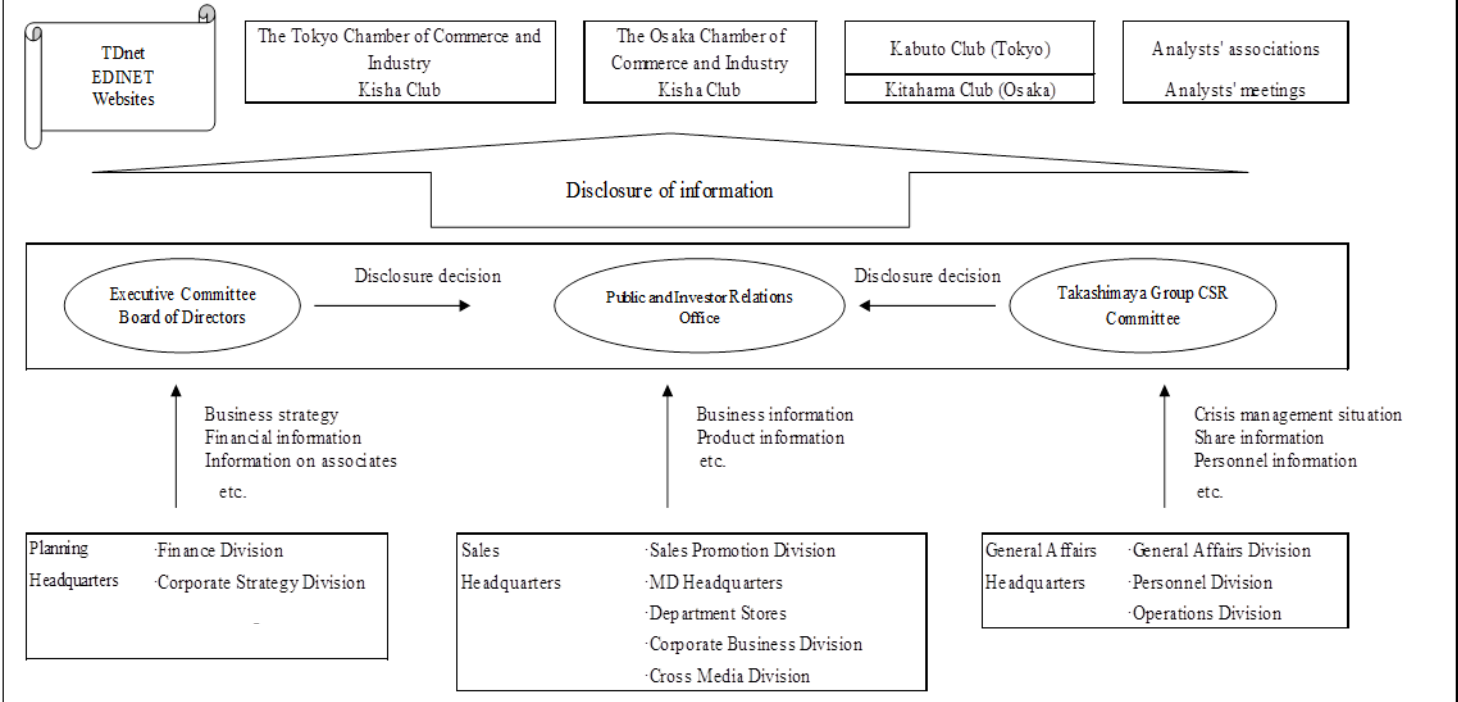 TDnet
EDINET
Websites
The Tokyo Chamber of Commerce and
Industry
Kisha Club
The Osaka Chamber of
Commerce and Industry
Kisha Club
Kabuto Club (Tokyo)
Kitahama Club (Osaka)
Analysts' associations
Analysts' meetings
Disclosure of information
Executive Committee
Board of Directors
Disclosure decision
Public and Investor Relations
Office
Disclosure decision
Takashimaya Group CSR
Committee
Business strategy
Financial information
Information on associates
etc.
Business information
Product information
etc.
Crisis management situation
Share information
Personnel information
etc.
Planning
Headquarters
·Finance Division
·Corporate Strategy Division
Sales
Headquarters
·Sales Promotion Division
·MD Headquarters
·Department Stores
·Corporate Business Division
·Cross Media Division
General Affairs
Headquarters
·General Affairs Division
·Personnel Division
·Operations Division